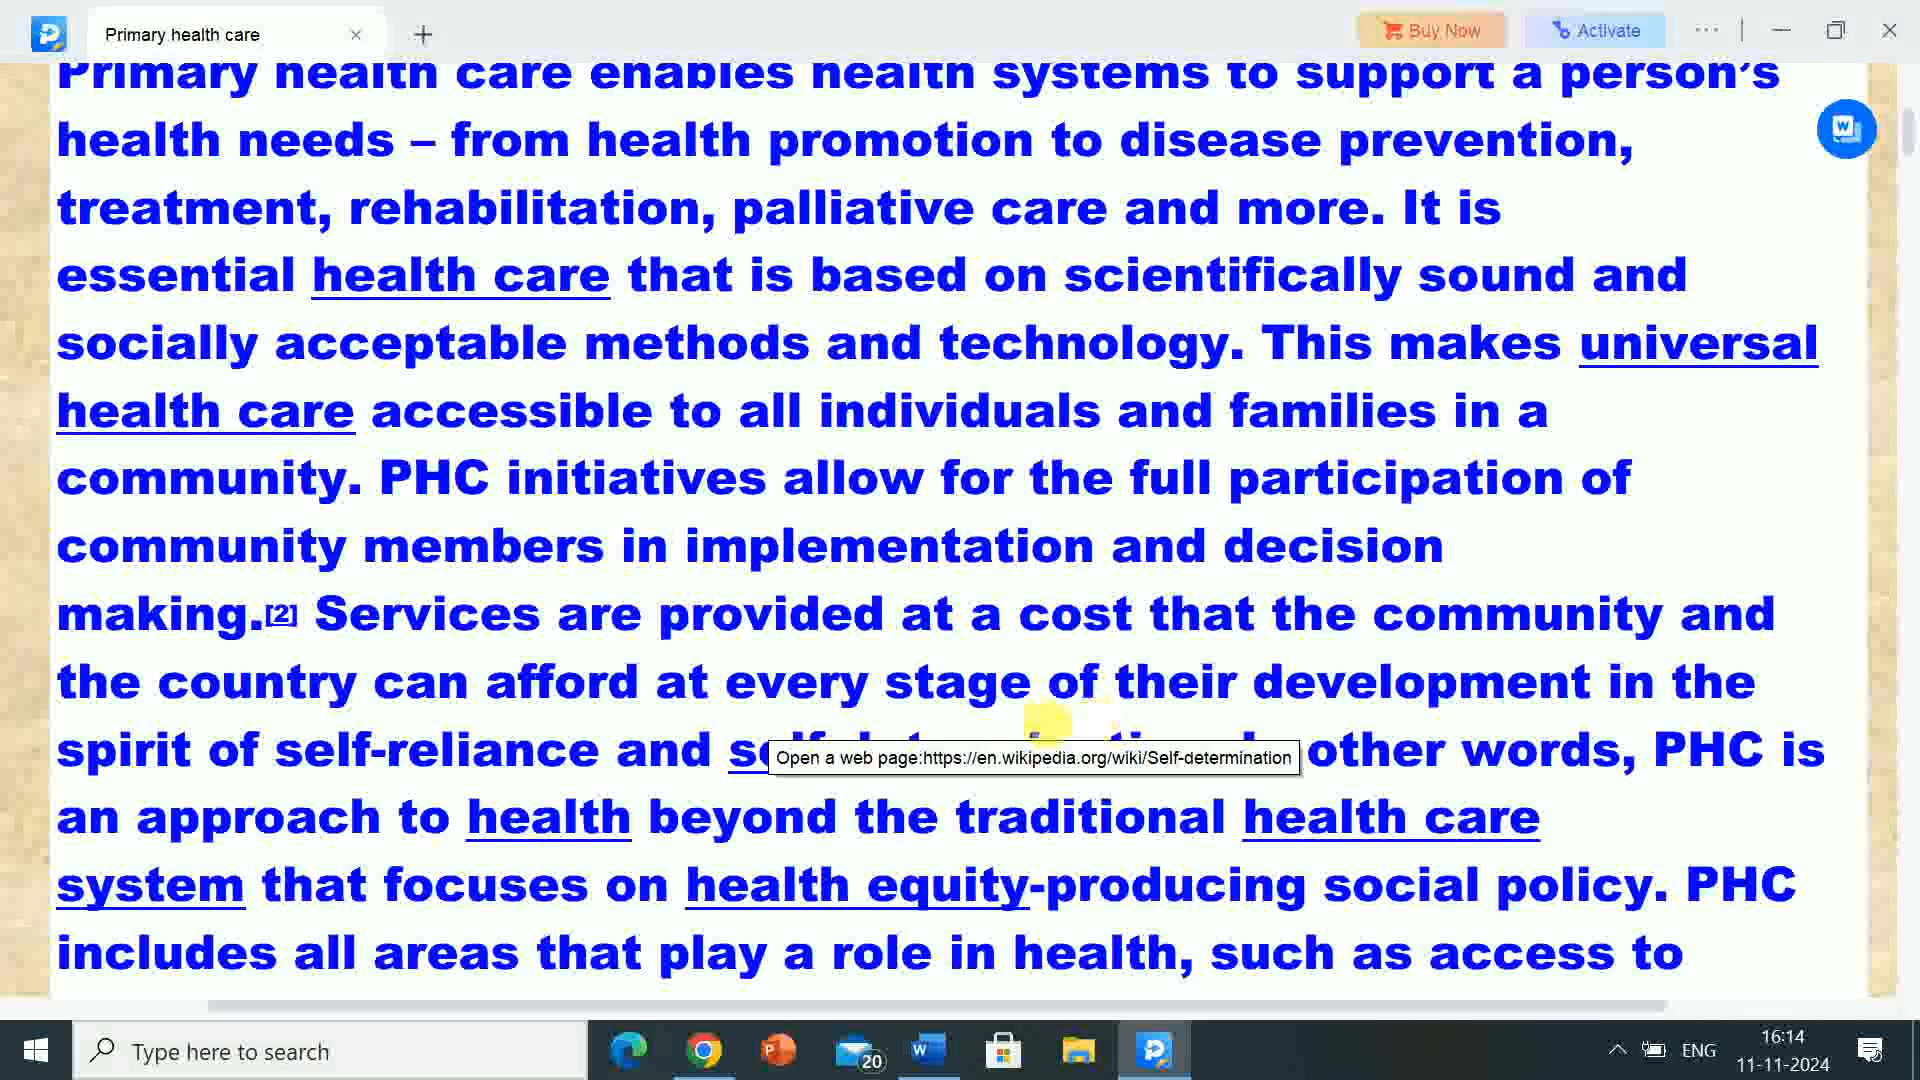 Primary health care
Buy Now
Activate
Primary health care enables health systems to support a person's
health needs – from health promotion to disease prevention,
treatment, rehabilitation, palliative care and more. It is
essential health care that is based on scientifically sound and
socially acceptable methods and technology. This makes universal
health care accessible to all individuals and families in a
community. PHC initiatives allow for the full participation of
community members in implementation and decision
making.[2] Services are provided at a cost that the community and
the country can afford at every stage of their development in the
spirit of self-reliance and other words, PHC is
Open a web page:https://en.wikipedia.org/wiki/Self-determination
an approach to health beyond the traditional health care
system that focuses on health equity-producing social policy. PHC
includes all areas that play a role in health, such as access to
Type here to search
20
ENG
16:14
11-11-2024